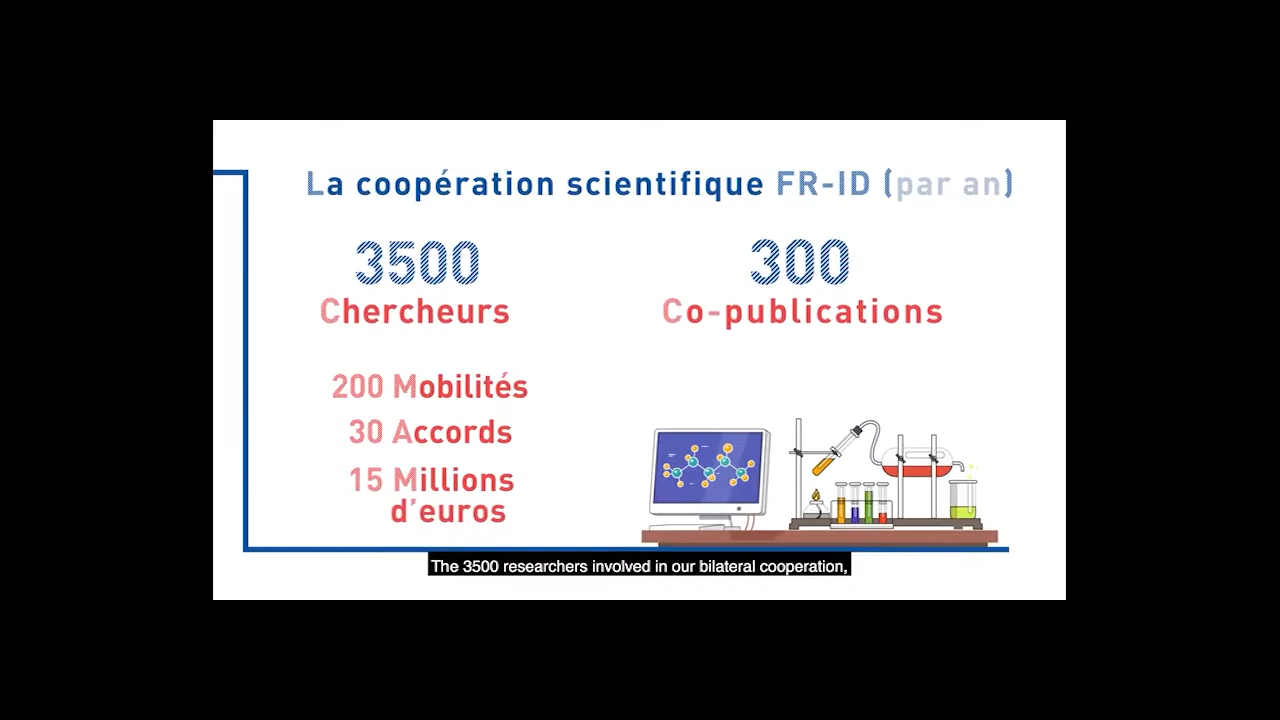 La coopération scientifique FR-ID (par an)
3500
Chercheurs
300
Co-publications
200 Mobilités
30 Accords
15 Millions
d'euros
The 3500 researchers involved in our bilateral cooperation,